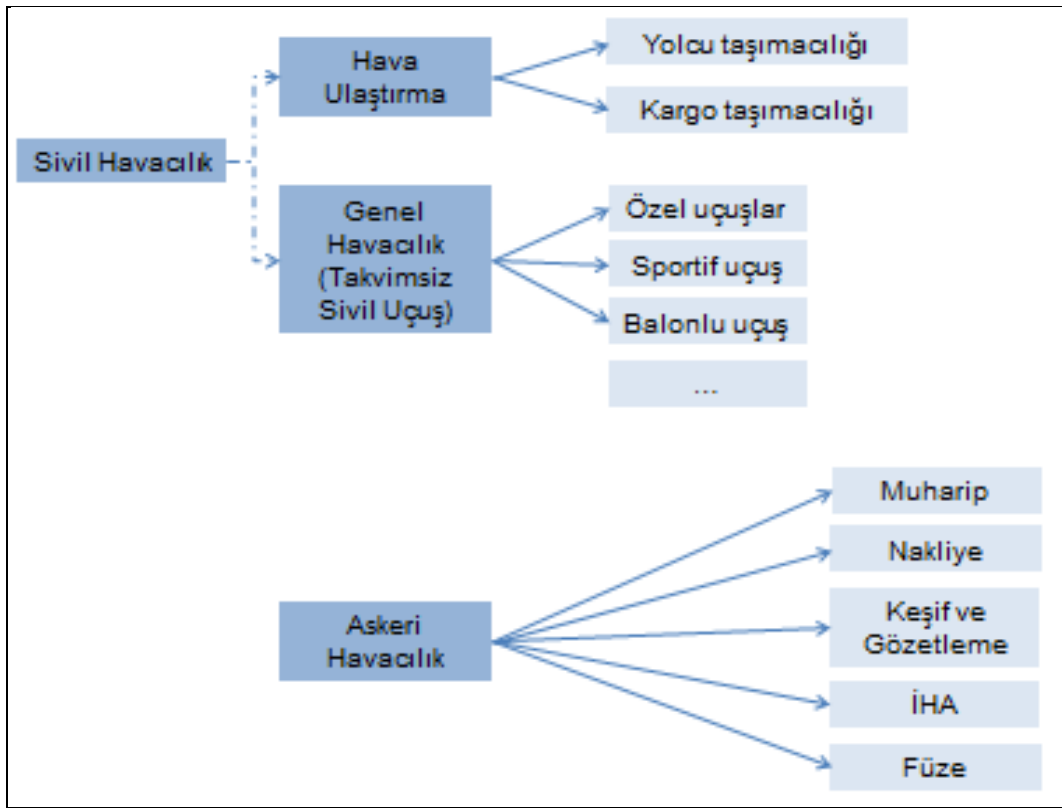 Sivil Havacılık
Hava
Ulaştırma
Yolcu taşımacılığı
Kargo taşımacılığı
Genel
Havacılık
(Takvimsiz
Sivil Uçuş)
Özel uçuşlar
Sportif uçuş
Balonlu uçuş
...
Askeri
Havacılık
Muharip
Nakliye
Keşif ve
Gözetleme
İHA
Füze